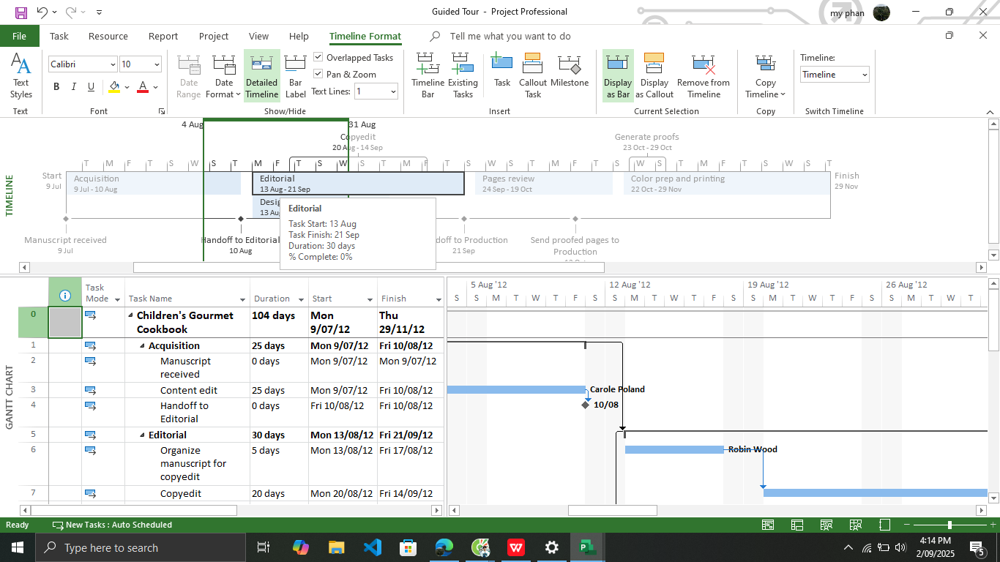 Guided Tour - Project Professional
my phan
File Task Resource Report Project View Help Timeline Format Tell me what you want to do
Text Styles
Calibri 10
B I U A
Date Range
Date Format
Detailed Timeline
Bar Label
Overlapped Tasks
Pan & Zoom
Text Lines: 1
Timeline Bar
Existing Tasks
Task
Callout Task
Milestone
Display as Bar
Display as Callout
Remove from Timeline
Copy Timeline
Timeline:
Timeline
Text Font Show/Hide Insert Current Selection Copy Switch Timeline
TIMELINE
4 Aug 31 Aug
Copyedit
20 Aug - 14 Sep
Generate proofs
23 Oct - 29 Oct
T M F T S W S T M F T S W S T M F T S W S T M F T S W S T M F T S W S T
Start
9 Jul
Acquisition
9 Jul - 10 Aug
Editorial
13 Aug - 21 Sep
Pages review
24 Sep - 19 Oct
Color prep and printing
22 Oct - 29 Nov
Finish
29 Nov
Editorial
Task Start: 13 Aug
Task Finish: 21 Sep
Duration: 30 days
% Complete: 0%
Manuscript received
9 Jul
Handoff to Editorial
10 Aug
to Production
21 Sep
Send proofed pages to
Production
GANTT CHART
Task Mode Task Name Duration Start Finish
5 Aug '12 12 Aug '12 19 Aug '12 26 Aug '12
S S M T W T F S S M T W T F S S M T W T F S S M T W T
0 Children's Gourmet Cookbook 104 days Mon 9/07/12 Thu 29/11/12
1 Acquisition 25 days Mon 9/07/12 Fri 10/08/12
2 Manuscript received 0 days Mon 9/07/12 Mon 9/07/12
3 Content edit 25 days Mon 9/07/12 Fri 10/08/12
Carole Poland
4 Handoff to Editorial 0 days Fri 10/08/12 Fri 10/08/12
10/08
5 Editorial 30 days Mon 13/08/12 Fri 21/09/12
6 Organize manuscript for copyedit 5 days Mon 13/08/12 Fri 17/08/12
Robin Wood
7 Copyedit 20 days Mon 20/08/12 Fri 14/09/12
Ready New Tasks : Auto Scheduled
Type here to search
4:14 PM
2/09/2025
5